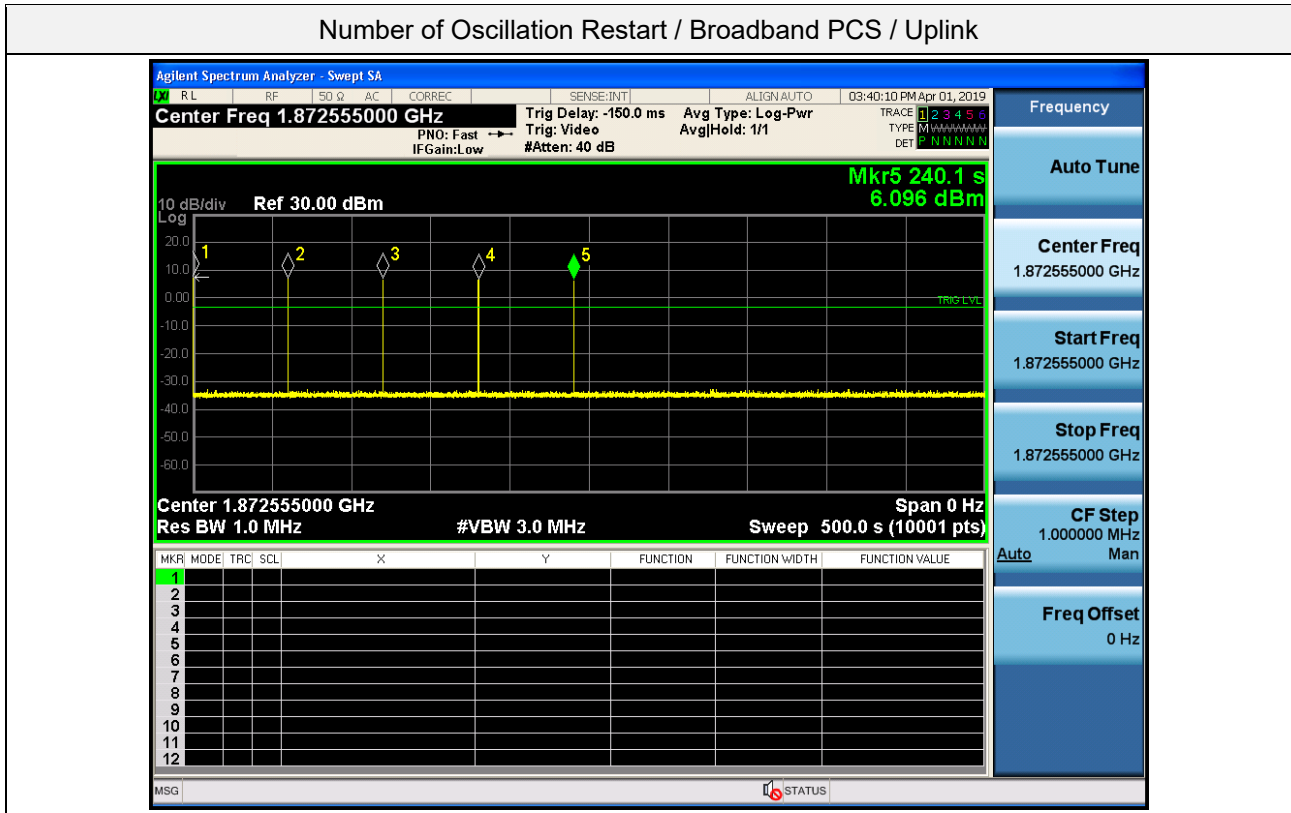 Number of Oscillation Restart / Broadband PCS / Uplink
Agilent Spectrum Analyzer - Swept SA
LXI RL RF 50 Ω AC CORREC SENSE:INT ALIGN AUTO 03:40:10 PM Apr 01, 2019
Center Freq 1.872555000 GHz
PNO: Fast
IFGain:Low
Trig Delay: -150.0 ms
Trig: Video
#Atten: 40 dB
Avg Type: Log-Pwr
Avg|Hold: 1/1
TRACE 1 2 3 4 5 6
TYPE M WWWWW
DET P N N N N N
Mkr5 240.1 s
6.096 dBm
10 dB/div Ref 30.00 dBm
Log
20.0
10.0
0.00
-10.0
-20.0
-30.0
-40.0
-50.0
-60.0
1
2
3
4
5
TRIG LVL
Center 1.872555000 GHz Span 0 Hz
Res BW 1.0 MHz #VBW 3.0 MHz Sweep 500.0 s (10001 pts)
MKR MODE TRC SCL X Y FUNCTION FUNCTION WIDTH FUNCTION VALUE
1
2
3
4
5
6
7
8
9
10
11
12
MSG STATUS
Frequency
Auto Tune
Center Freq
1.872555000 GHz
Start Freq
1.872555000 GHz
Stop Freq
1.872555000 GHz
CF Step
1.000000 MHz
Auto Man
Freq Offset
0 Hz